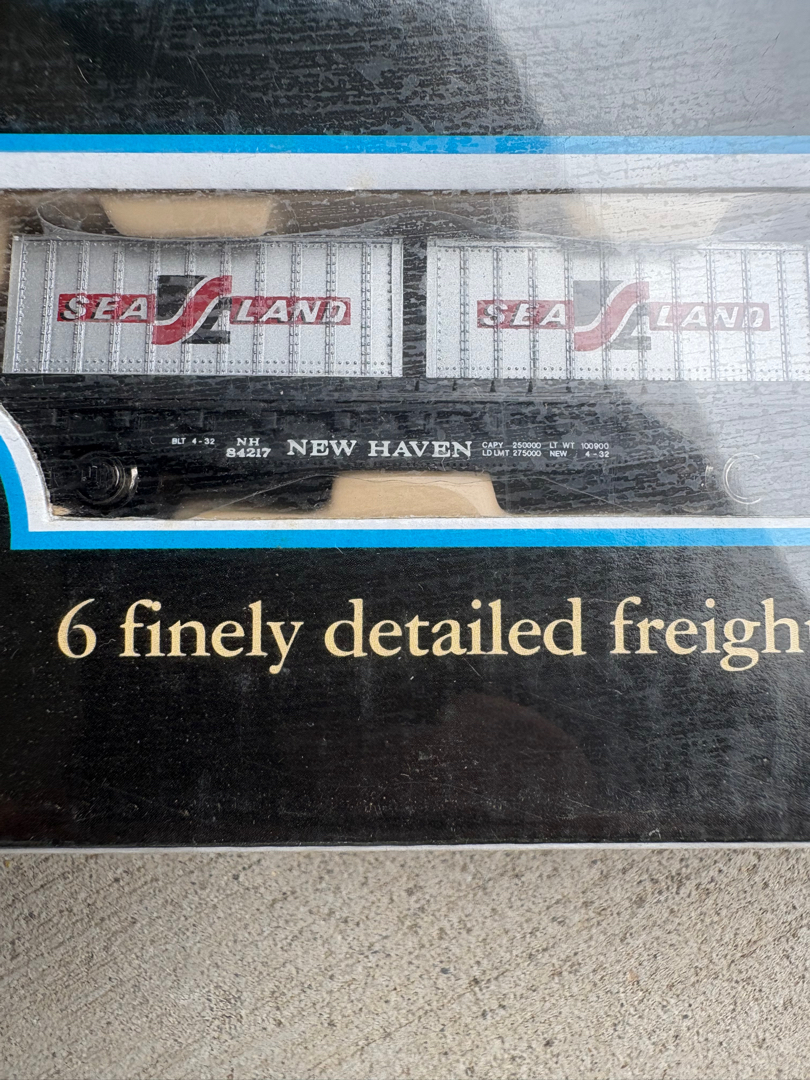 SEA LAND SEA LAND
BLT 4-32 NH NEW HAVEN CAPY 250000 LT WT 100900
84217 LD LMT 275000 NEW 4-32
6 finely detailed freigh